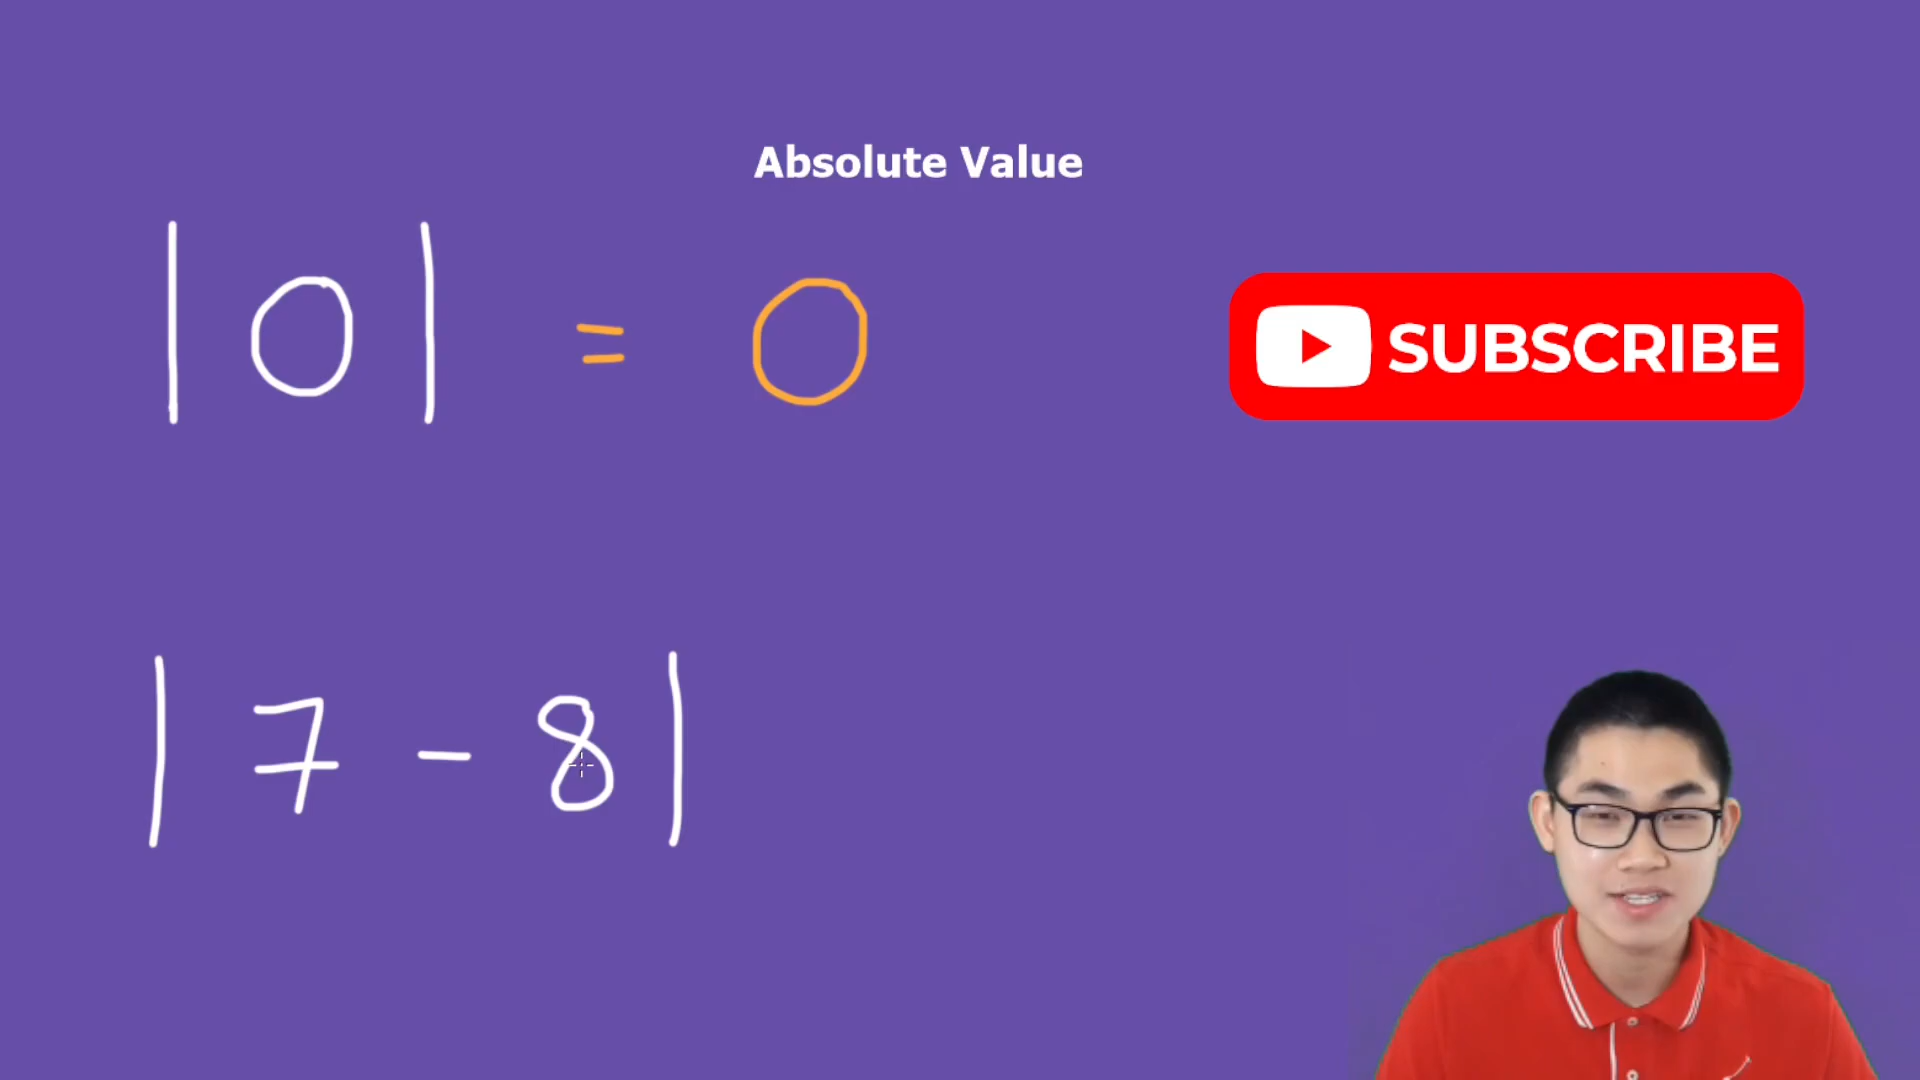 Absolute Value
| 0 | = 0
SUBSCRIBE
| 7 - 8 |